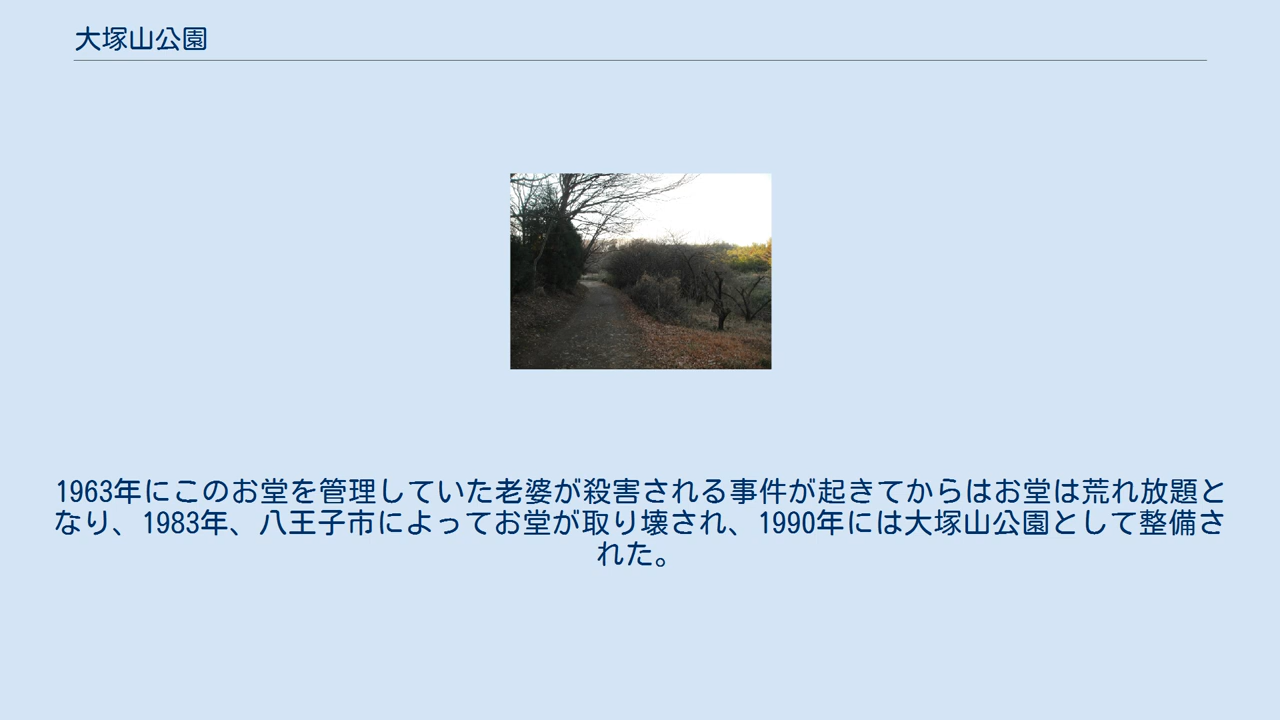 大塚山公園
1963年にこのお堂を管理していた老婆が殺害される事件が起きてからはお堂は荒れ放題と
なり、1983年、八王子市によってお堂が取り壊され、1990年には大塚山公園として整備さ
れた。